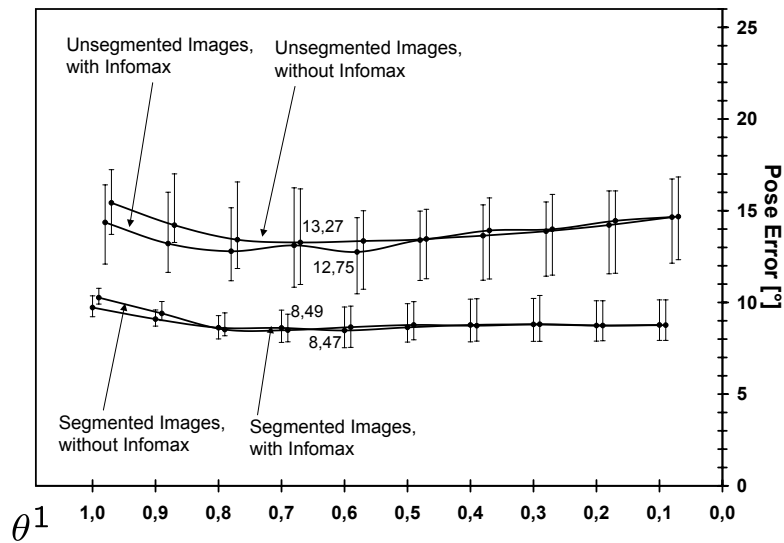 25
Unsegmented Images,
with Infomax
Unsegmented Images,
without Infomax
20
15
13,27
12,75
Pose Error [°]
10
8,49
8,47
5
Segmented Images,
without Infomax
Segmented Images,
with Infomax
0
θ1
1,0 0,9 0,8 0,7 0,6 0,5 0,4 0,3 0,2 0,1 0,0